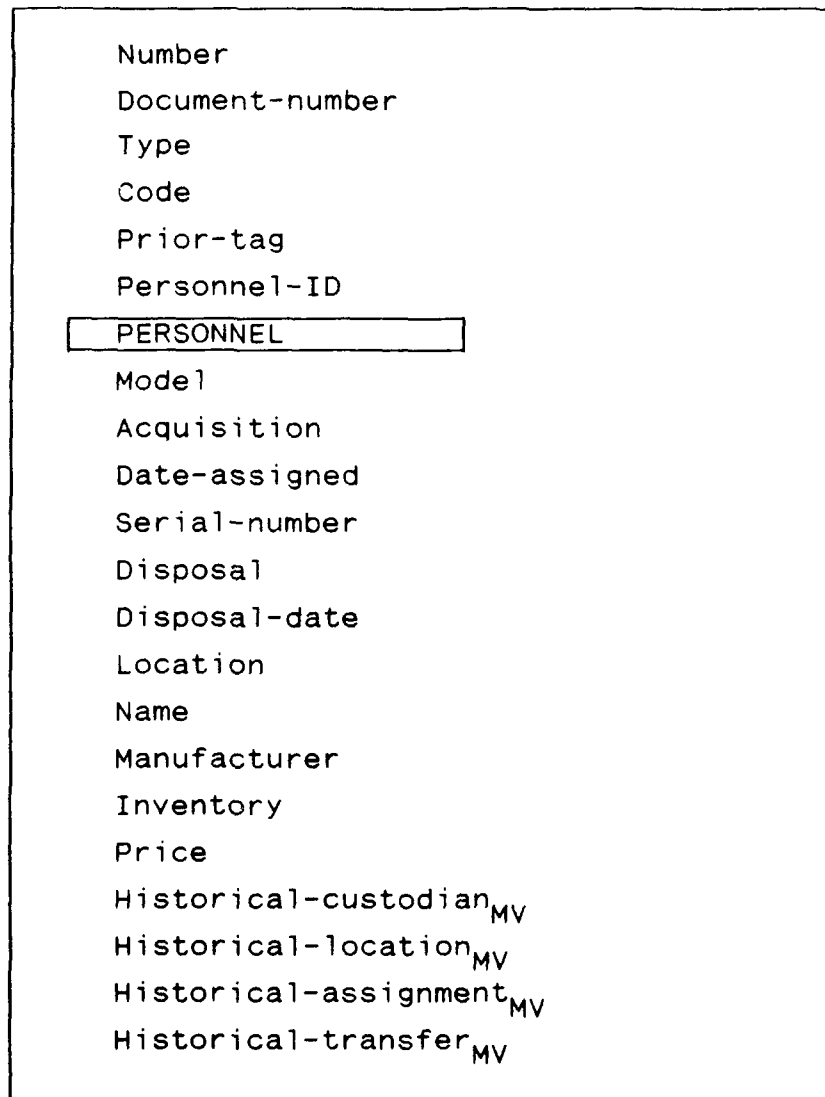 Number
Document-number
Type
Code
Prior-tag
Personnel-ID
PERSONNEL
Model
Acquisition
Date-assigned
Serial-number
Disposal
Disposal-date
Location
Name
Manufacturer
Inventory
Price
Historical-custodianMV
Historical-locationMV
Historical-assignmentMV
Historical-transferMV